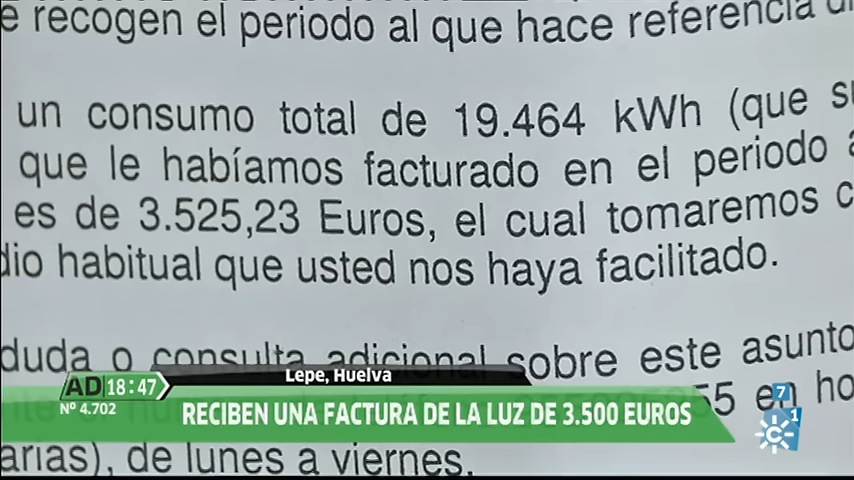 e recogen el periodo al que hace referencia
un consumo total de 19.464 kWh (que
que le habíamos facturado en el periodo
es de 3.525,23 Euros, el cual tomaremos
dio habitual que usted nos haya facilitado.
duda o consulta adicional sobre este asunto
55 en ho
arias), de lunes a viernes.
Lepe, Huelva
AD 18:47
Nº 4.702
RECIBEN UNA FACTURA DE LA LUZ DE 3.500 EUROS
7
1